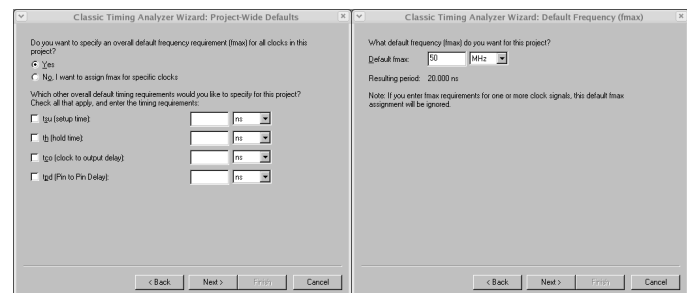 Classic Timing Analyzer Wizard: Project-Wide Defaults
Do you want to specify an overall default frequency requirement (fmax) for all clocks in this
project?
Yes
No, I want to assign fmax for specific clocks
Which other overall default timing requirements would you like to specify for this project?
Check all that apply, and enter the timing requirements:
tsu (setup time): ns
th (hold time): ns
tco (clock to output delay): ns
tpd (Pin to Pin Delay): ns
< Back Next > Finish Cancel
Classic Timing Analyzer Wizard: Default Frequency (fmax)
What default frequency (fmax) do you want for this project?
Default fmax: 50 MHz
Resulting period: 20.000 ns
Note: If you enter fmax requirements for one or more clock signals, this default fmax
assignment will be ignored.
< Back Next > Finish Cancel